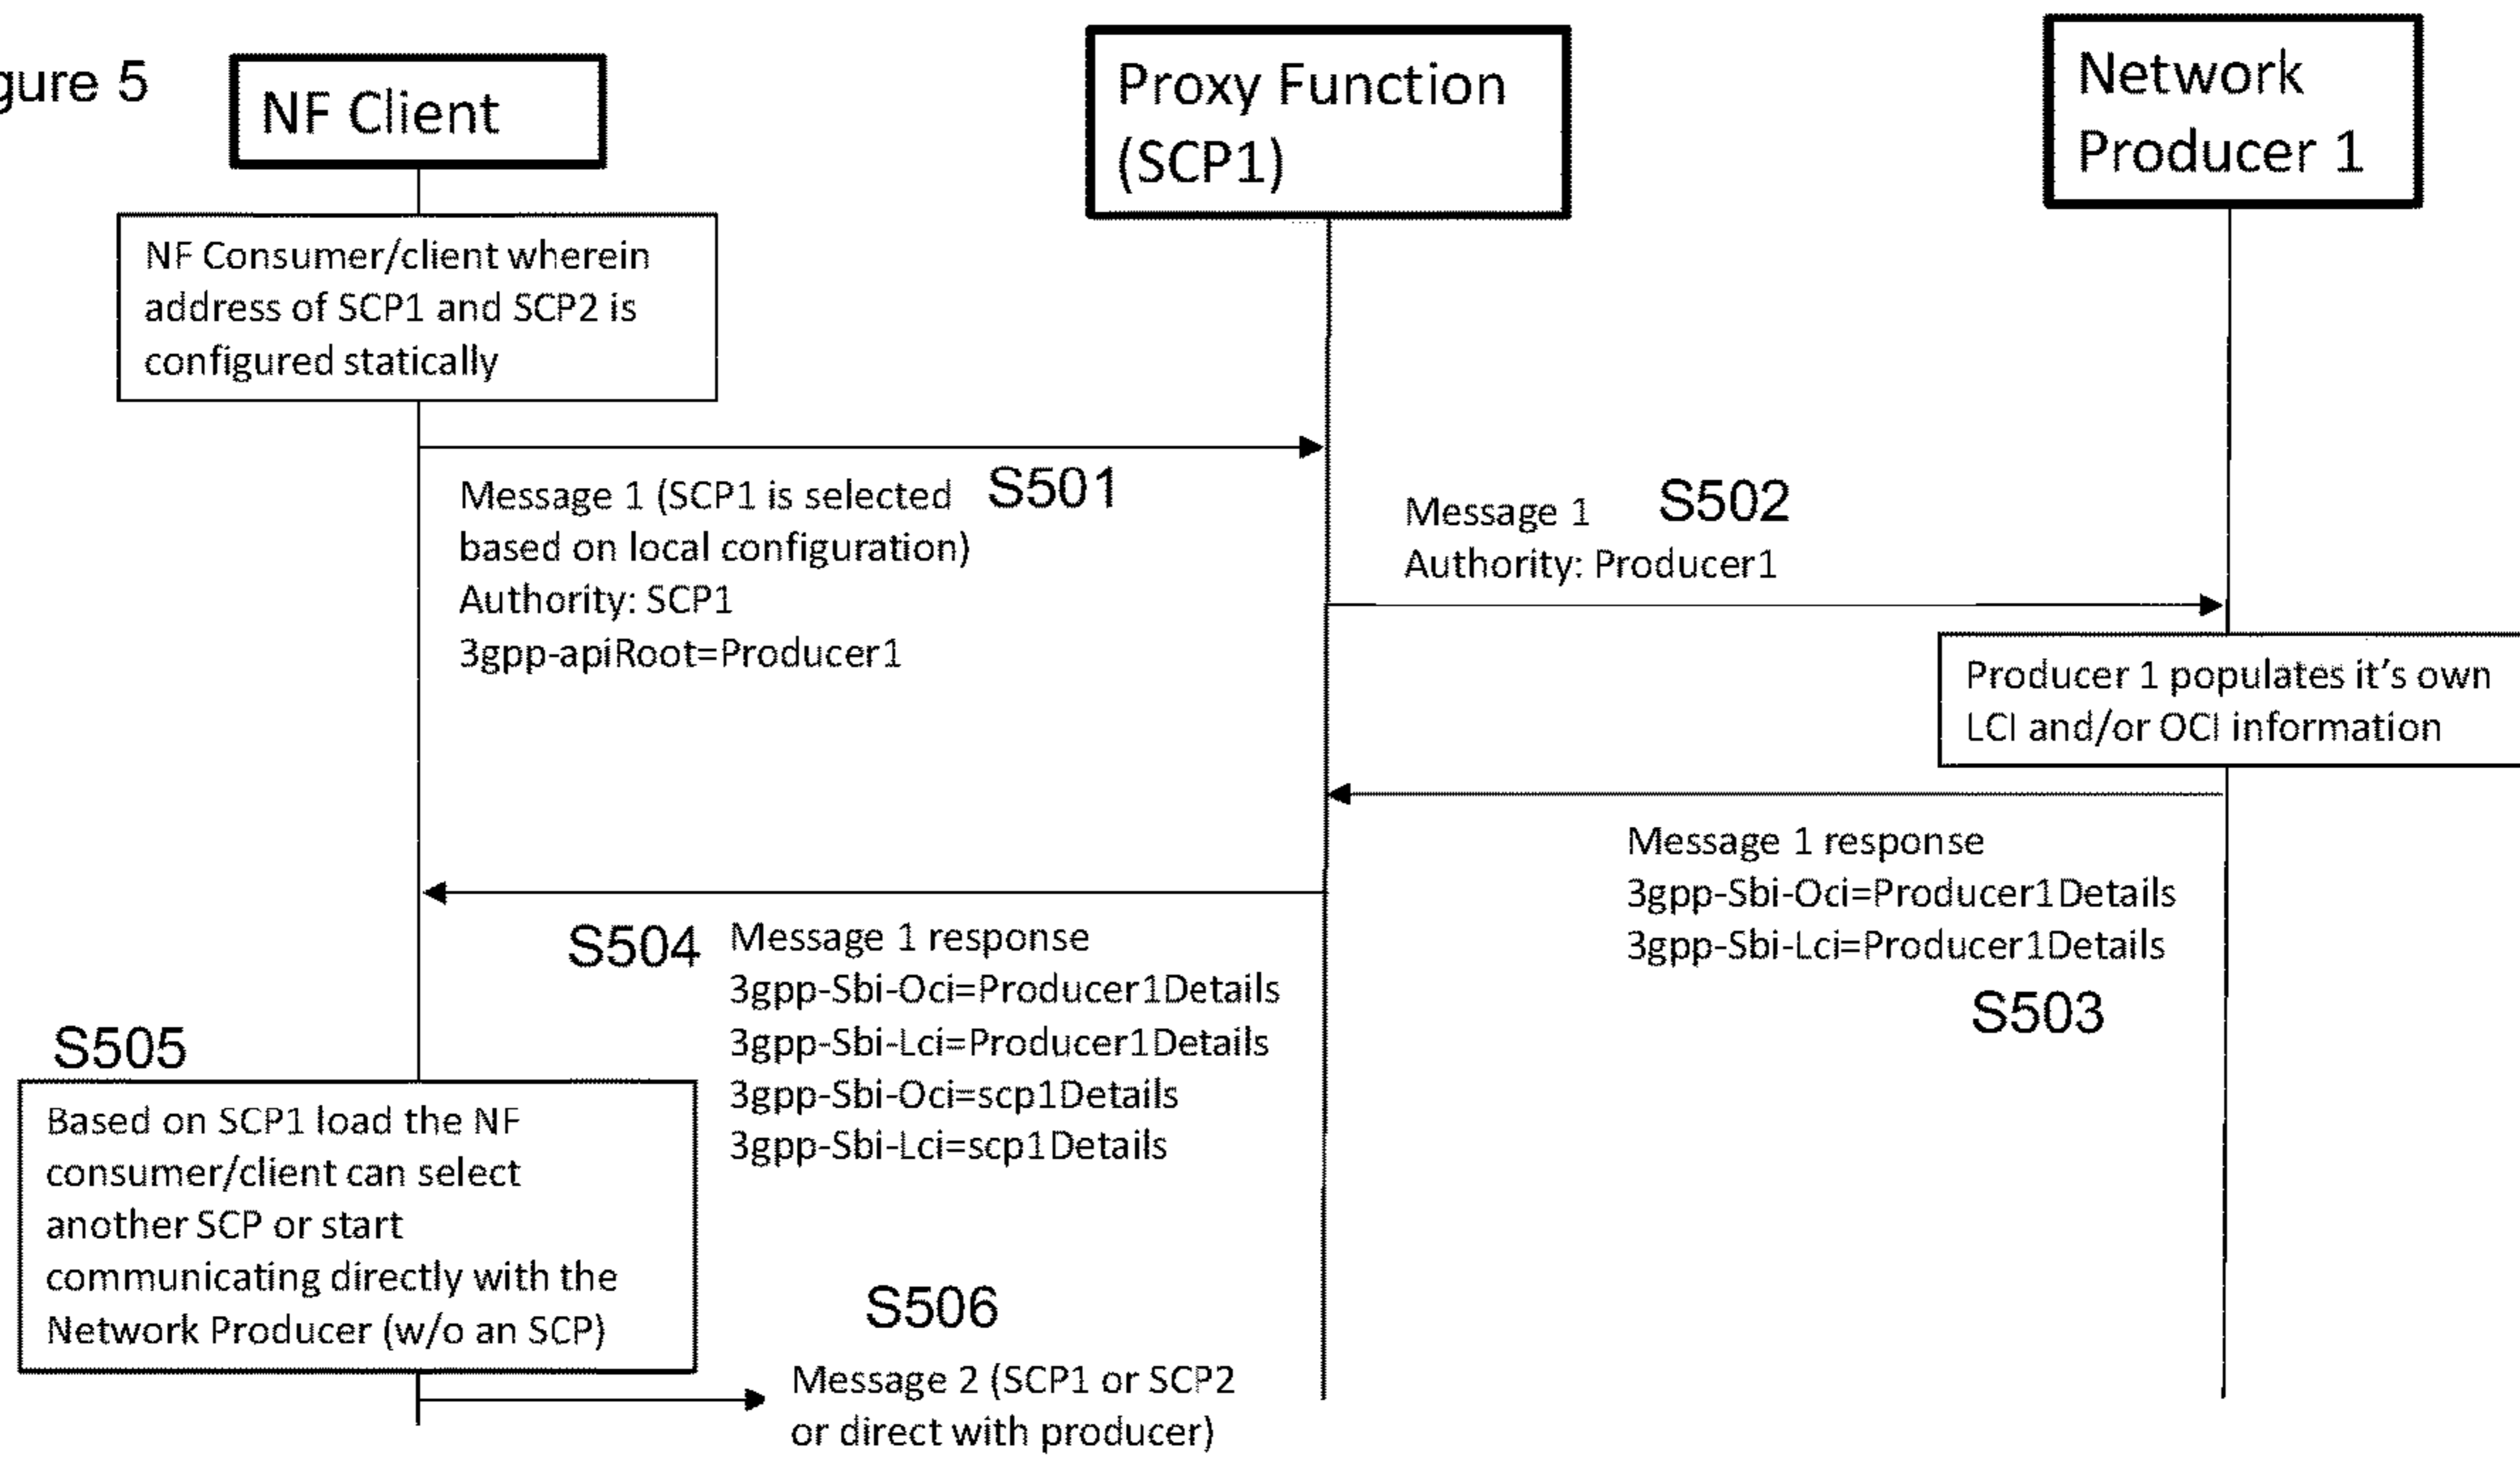 gure 5
NF Client
Proxy Function
(SCP1)
Network
Producer 1
NF Consumer/client wherein
address of SCP1 and SCP2 is
configured statically
Message 1 (SCP1 is selected
based on local configuration)
Authority: SCP1
3gpp-apiRoot=Producer1
S501
Message 1
Authority: Producer1
S502
Producer 1 populates it's own
LCI and/or OCI information
Message 1 response
3gpp-Sbi-Oci=Producer1Details
3gpp-Sbi-Lci=Producer1Details
S503
S504
Message 1 response
3gpp-Sbi-Oci=Producer1Details
3gpp-Sbi-Lci=Producer1Details
3gpp-Sbi-Oci=scp1Details
3gpp-Sbi-Lci=scp1Details
S505
Based on SCP1 load the NF
consumer/client can select
another SCP or start
communicating directly with the
Network Producer (w/o an SCP)
S506
Message 2 (SCP1 or SCP2
or direct with producer)